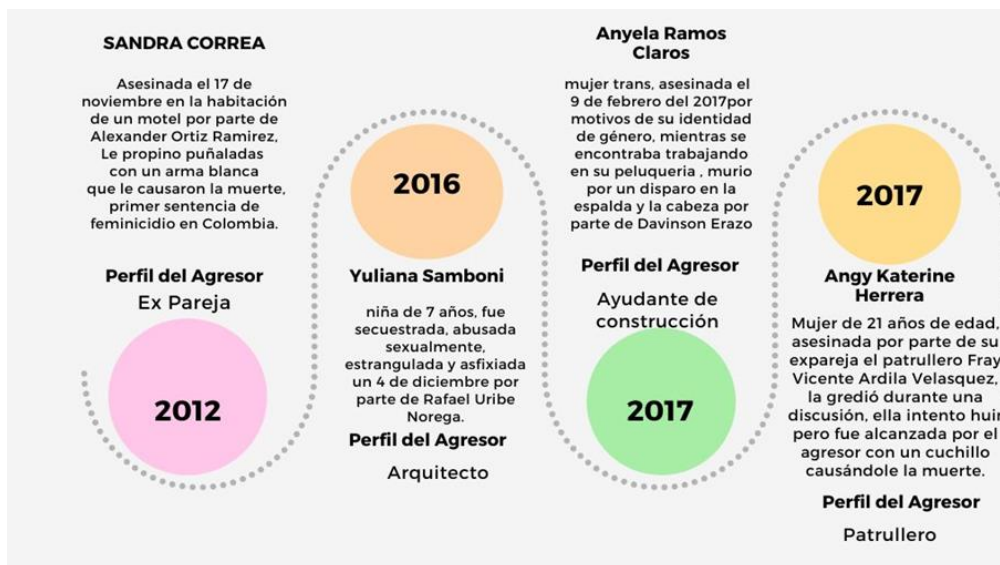 SANDRA CORREA
Asesinada el 17 de
noviembre en la habitación
de un motel por parte de
Alexander Ortiz Ramirez,
Le propino puñaladas
con un arma blanca
que le causaron la muerte,
primer sentencia de
feminicidio en Colombia.
Perfil del Agresor
Ex Pareja
2012
2016
Yuliana Samboni
niña de 7 años, fue
secuestrada, abusada
sexualmente,
estrangulada y asfixiada
un 4 de diciembre por
parte de Rafael Uribe
Norega.
Perfil del Agresor
Arquitecto
Anyela Ramos
Claros
mujer trans, asesinada el
9 de febrero del 2017por
motivos de su identidad
de género, mientras se
encontraba trabajando
en su peluqueria , murio
por un disparo en la
espalda y la cabeza por
parte de Davinson Erazo
Perfil del Agresor
Ayudante de
construcción
2017
2017
Angy Katerine
Herrera
Mujer de 21 años de edad,
asesinada por parte de su
expareja el patrullero Fray
Vicente Ardila Velasquez,
la gredió durante una
discusión, ella intento huir
pero fue alcanzada por el
agresor con un cuchillo
causándole la muerte.
Perfil del Agresor
Patrullero